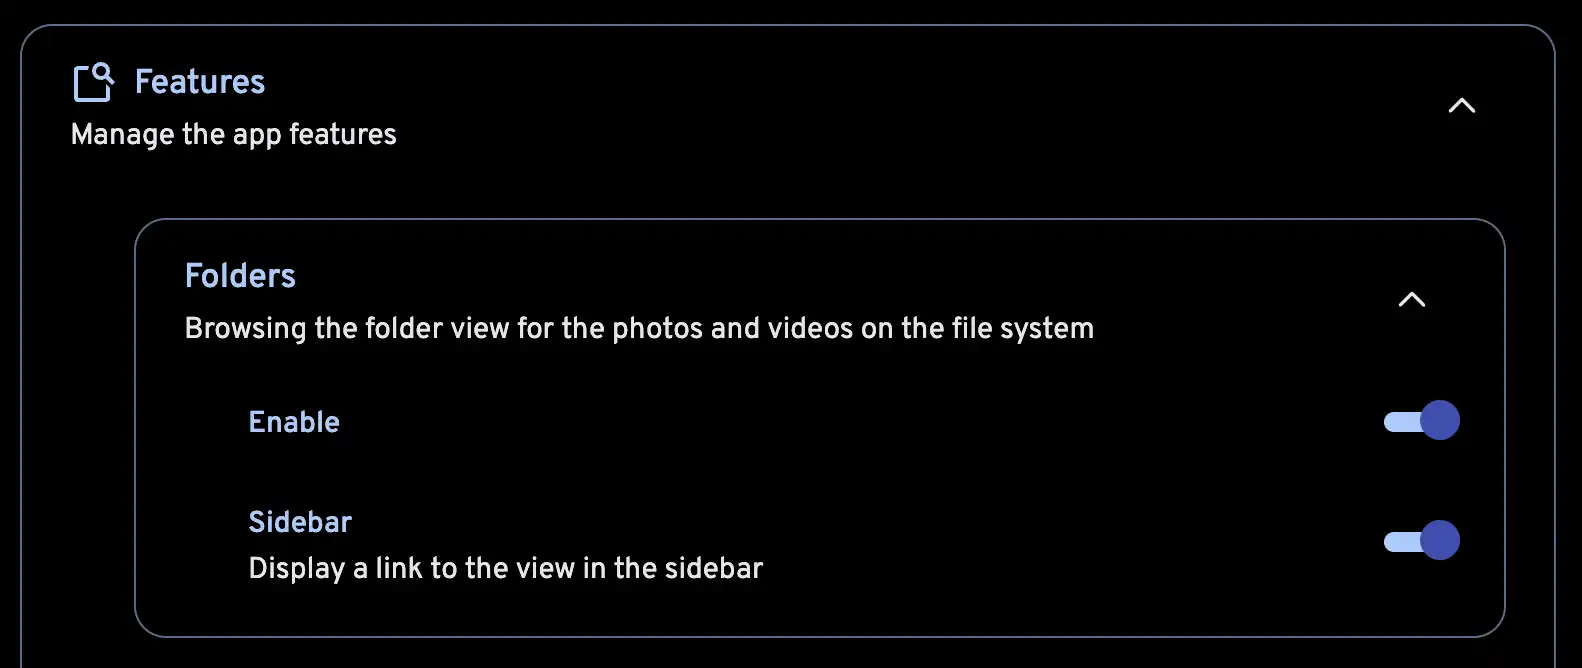 Features
Manage the app features
Folders
Browsing the folder view for the photos and videos on the file system
Enable
Sidebar
Display a link to the view in the sidebar